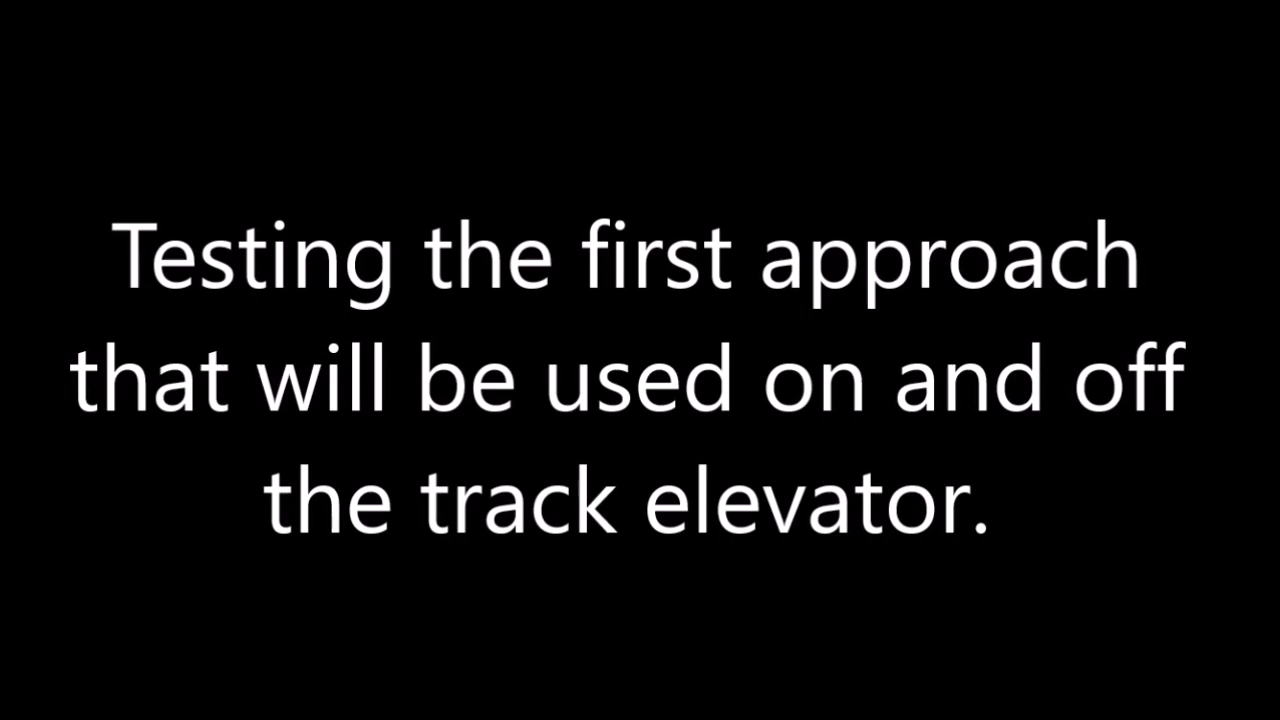 Testing the first approach
that will be used on and off
the track elevator.